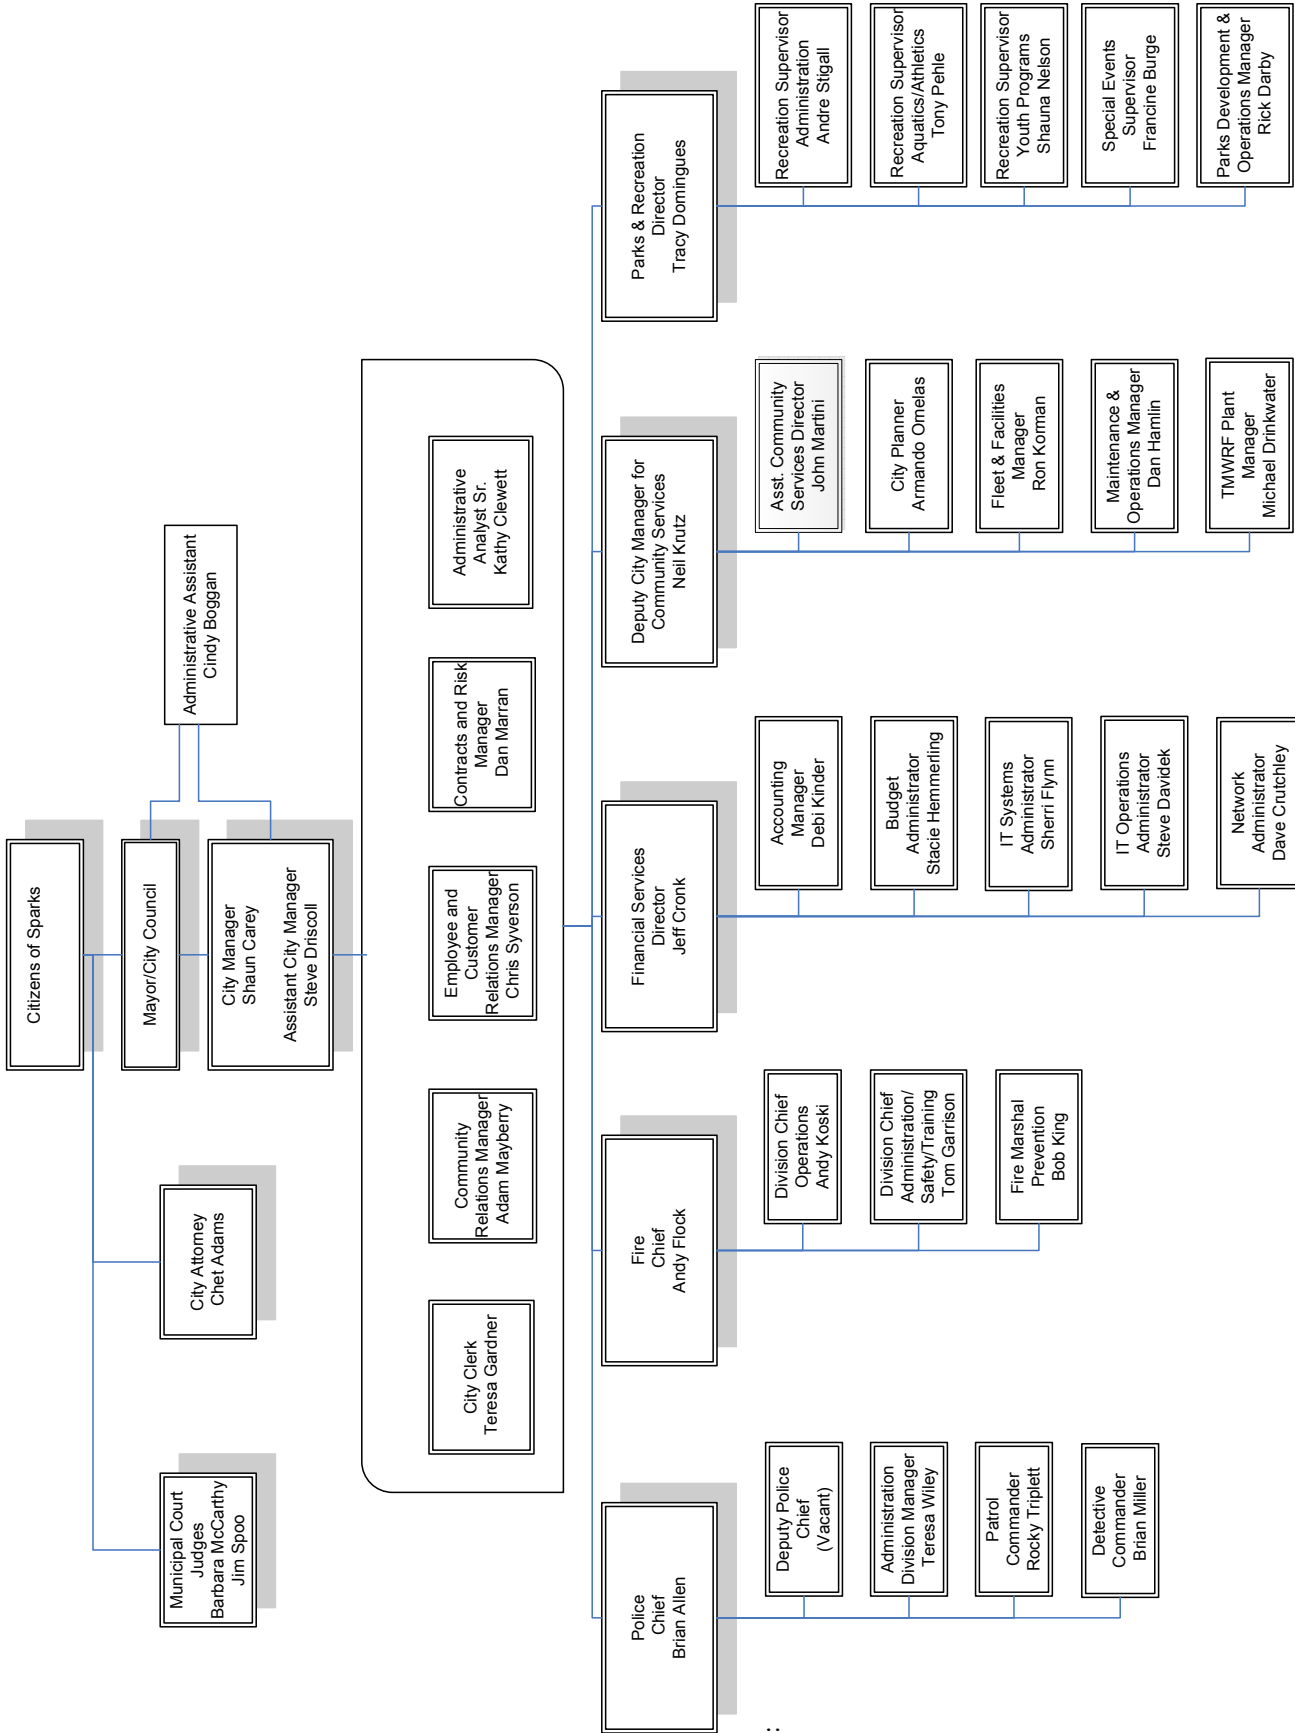 Citizens of Sparks
Mayor/City Council
City Manager
Shaun Carey
Assistant City Manager
Steve Driscoll
Administrative Assistant
Cindy Boggan
Municipal Court
Judges
Barbara McCarthy
Jim Spoo
City Attorney
Chet Adams
City Clerk
Teresa Gardner
Community
Relations Manager
Adam Mayberry
Employee and
Customer
Relations Manager
Chris Syverson
Contracts and Risk
Manager
Dan Marran
Administrative
Analyst Sr.
Kathy Clewett
Police
Chief
Brian Allen
Deputy Police
Chief
(Vacant)
Administration
Division Manager
Teresa Wiley
Patrol
Commander
Rocky Triplett
Detective
Commander
Brian Miller
Fire
Chief
Andy Flock
Division Chief
Operations
Andy Koski
Division Chief
Administration/
Safety/Training
Tom Garrison
Fire Marshal
Prevention
Bob King
Financial Services
Director
Jeff Cronk
Accounting
Manager
Debi Kinder
Budget
Administrator
Stacie Hemmerling
IT Systems
Administrator
Sherri Flynn
IT Operations
Administrator
Steve Davidek
Network
Administrator
Dave Crutchley
Deputy City Manager for
Community Services
Neil Krutz
Asst. Community
Services Director
John Martini
City Planner
Armando Ornelas
Fleet & Facilities
Manager
Ron Korman
Maintenance &
Operations Manager
Dan Hamlin
TMWRF Plant
Manager
Michael Drinkwater
Parks & Recreation
Director
Tracy Domingues
Recreation Supervisor
Administration
Andre Stigall
Recreation Supervisor
Aquatics/Athletics
Tony Pehle
Recreation Supervisor
Youth Programs
Shauna Nelson
Special Events
Supervisor
Francine Burge
Parks Development &
Operations Manager
Rick Darby